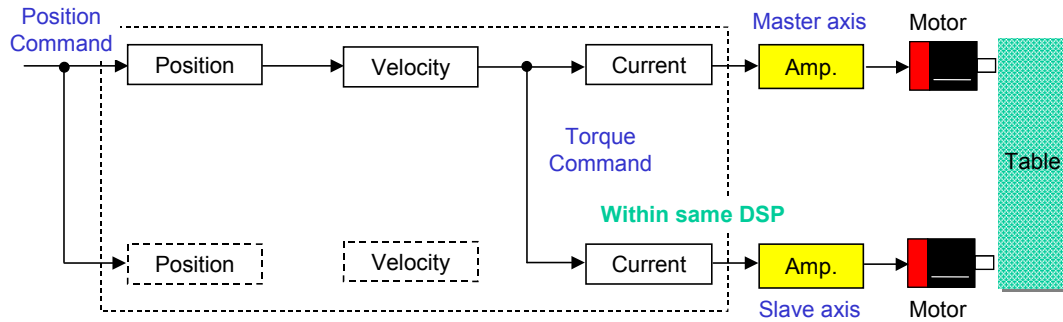 Position
Command
Master axis
Motor
Position
Velocity
Current
Amp.
Torque
Command
Table
Within same DSP
Position
Velocity
Current
Amp.
Slave axis
Motor